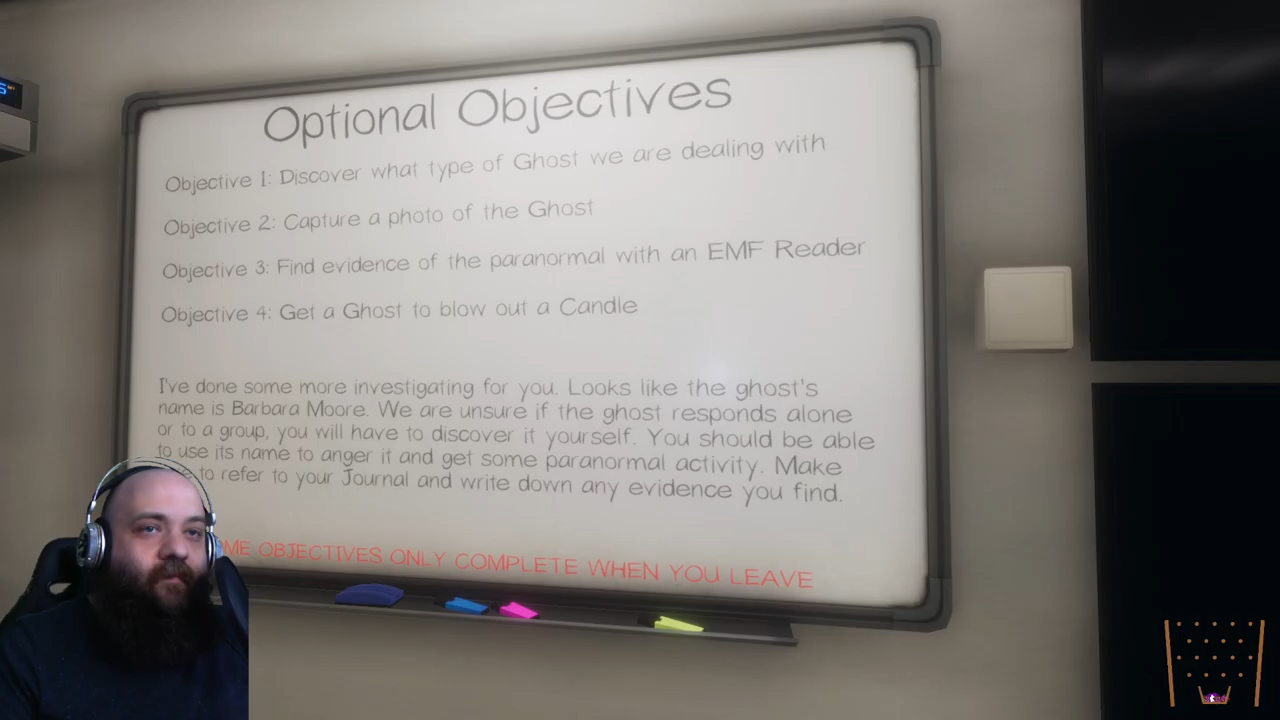 Optional Objectives
Objective 1: Discover what type of Ghost we are dealing with
Objective 2: Capture a photo of the Ghost
Objective 3: Find evidence of the paranormal with an EMF Reader
Objective 4: Get a Ghost to blow out a Candle
I've done some more investigating for you. Looks like the ghost's
name is Barbara Moore. We are unsure if the ghost responds alone
or to a group, you will have to discover it yourself. You should be able
to use its name to anger it and get some paranormal activity. Make
to refer to your Journal and write down any evidence you find.
OBJECTIVES ONLY COMPLETE WHEN YOU LEAVE